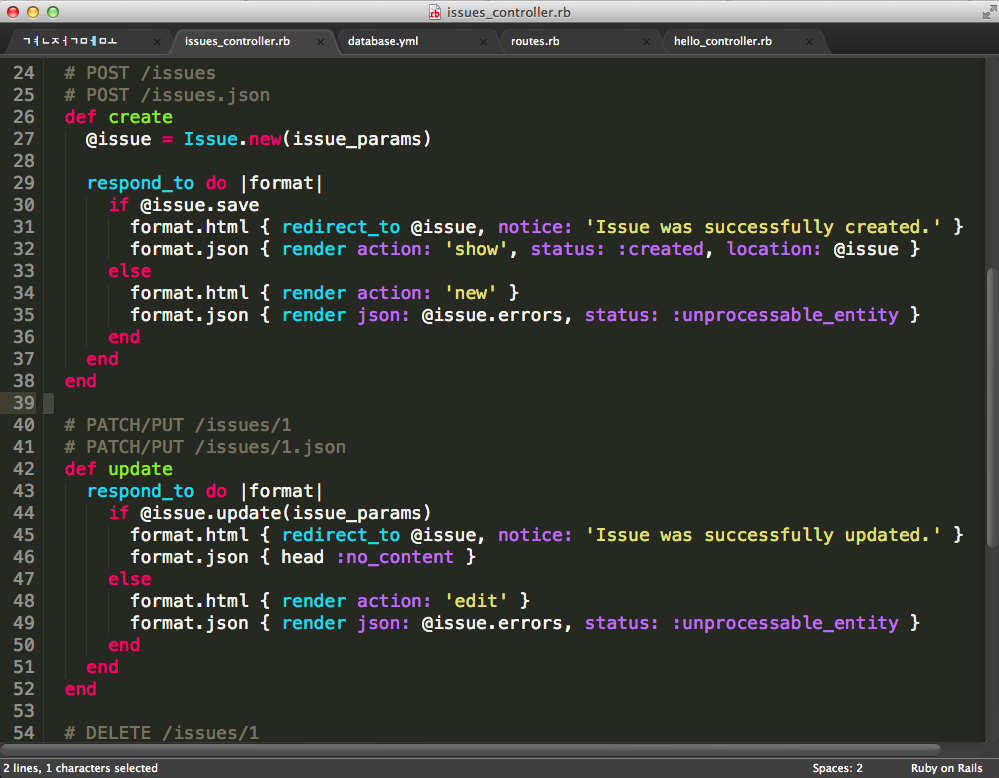 issues_controller.rb
ㄱㅕㄴㅈㅓㄱㅁㅔㅁㅗ
issues_controller.rb
database.yml
routes.rb
hello_controller.rb
24 # POST /issues
25 # POST /issues.json
26 def create
27 @issue = Issue.new(issue_params)
28
29 respond_to do |format|
30 if @issue.save
31 format.html { redirect_to @issue, notice: 'Issue was successfully created.' }
32 format.json { render action: 'show', status: :created, location: @issue }
33 else
34 format.html { render action: 'new' }
35 format.json { render json: @issue.errors, status: :unprocessable_entity }
36 end
37 end
38 end
39
40 # PATCH/PUT /issues/1
41 # PATCH/PUT /issues/1.json
42 def update
43 respond_to do |format|
44 if @issue.update(issue_params)
45 format.html { redirect_to @issue, notice: 'Issue was successfully updated.' }
46 format.json { head :no_content }
47 else
48 format.html { render action: 'edit' }
49 format.json { render json: @issue.errors, status: :unprocessable_entity }
50 end
51 end
52 end
53
54 # DELETE /issues/1
2 lines, 1 characters selected
Spaces: 2
Ruby on Rails